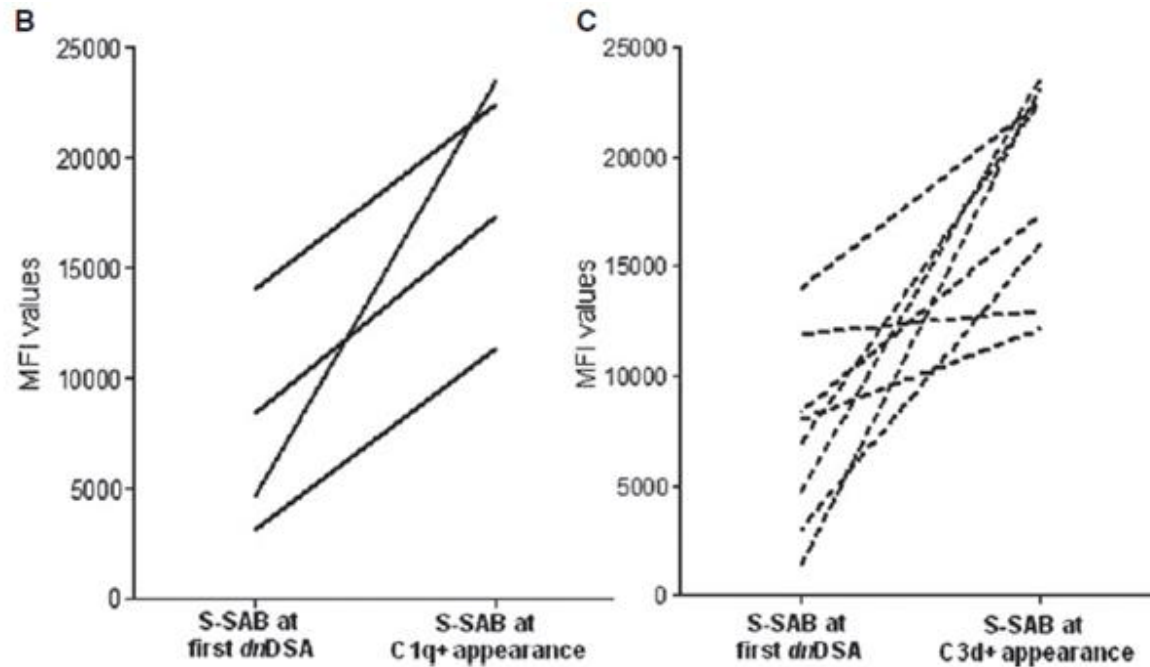 B
25000
20000
15000
10000
5000
0
MFI values
S-SAB at
first dnDSA
S-SAB at
C1q+ appearance
C
25000
20000
15000
10000
5000
0
MFI values
S-SAB at
first dnDSA
S-SAB at
C3d+ appearance